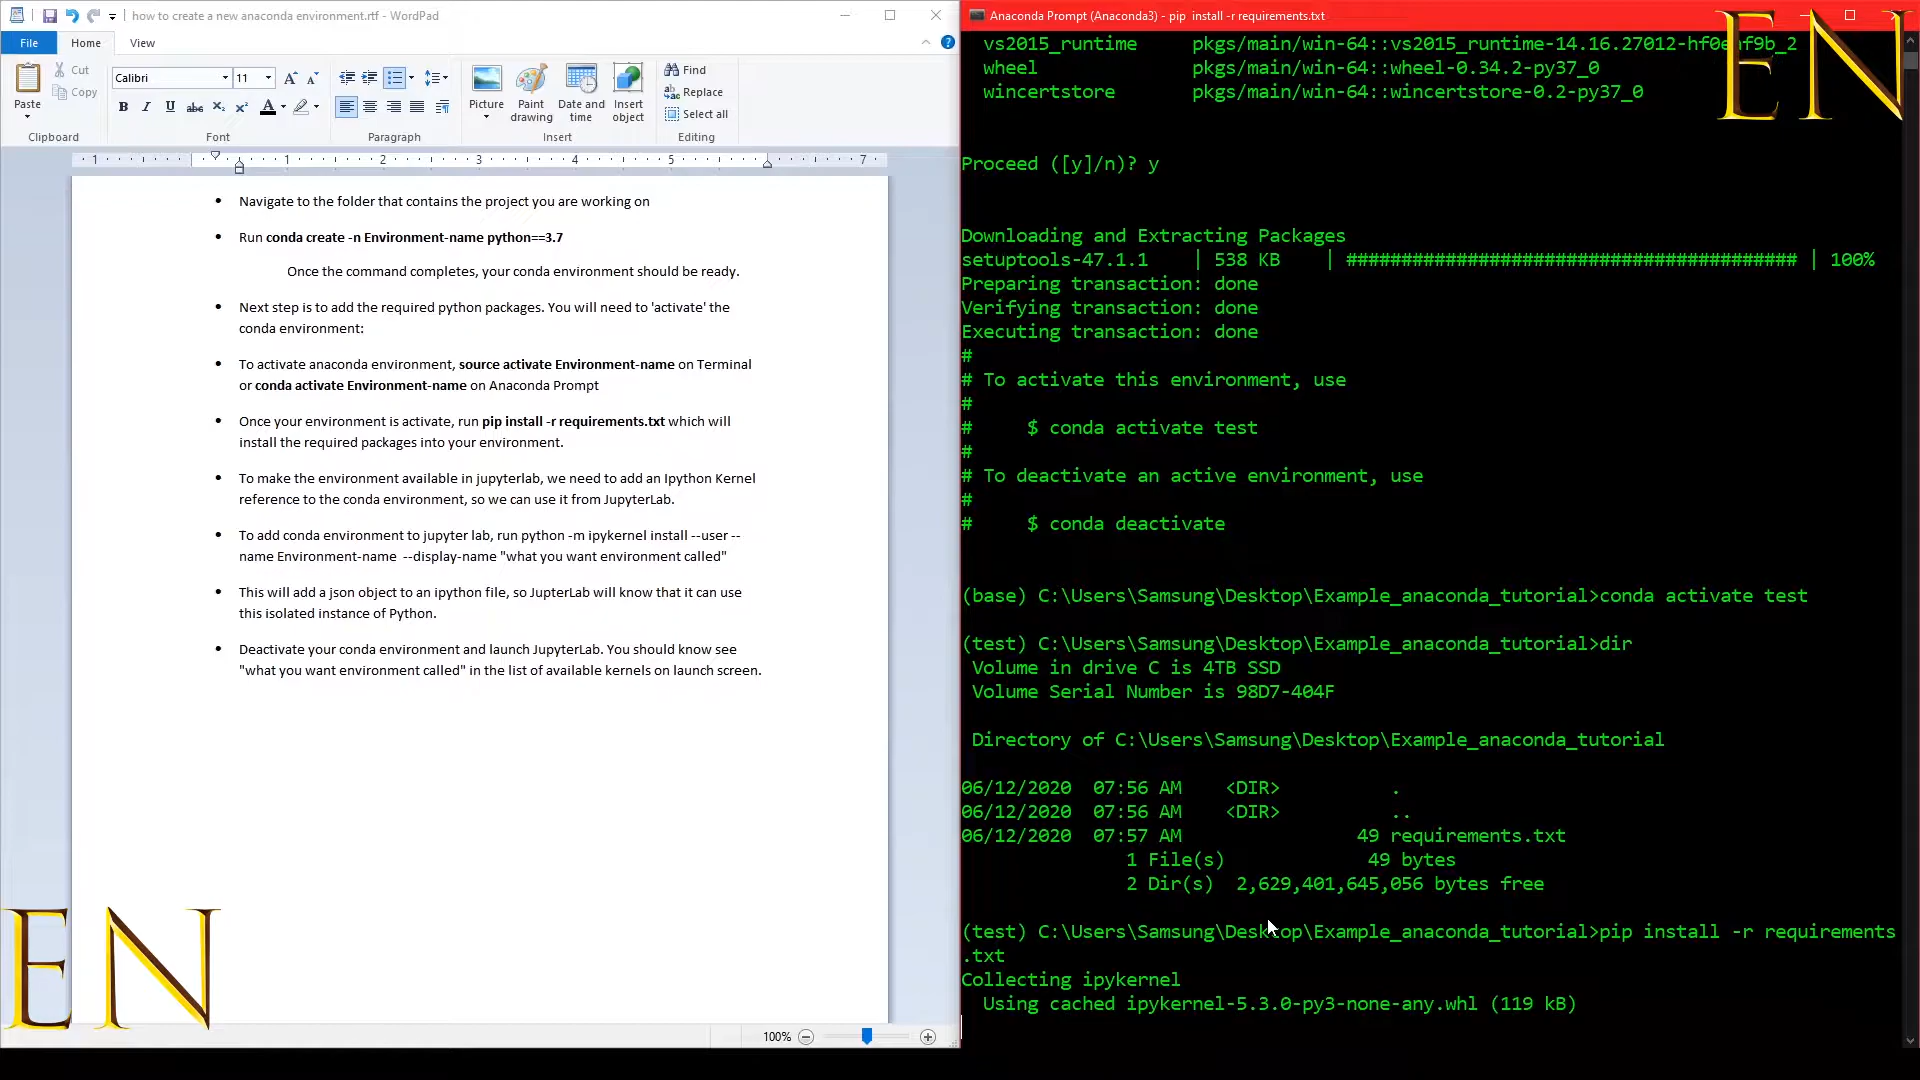 how to create a new anaconda environment.rtf - WordPad
File Home View
Paste
Cut
Copy
Clipboard
Calibri 11
B I U abc X₂ X² A
Font
Paragraph
Picture
Paint drawing
Date and time
Insert object
Insert
Find
Replace
Select all
Editing
1 1 2 3 4 5 7
• Navigate to the folder that contains the project you are working on
• Run conda create -n Environment-name python==3.7
Once the command completes, your conda environment should be ready.
• Next step is to add the required python packages. You will need to 'activate' the
conda environment:
• To activate anaconda environment, source activate Environment-name on Terminal
or conda activate Environment-name on Anaconda Prompt
• Once your environment is activate, run pip install -r requirements.txt which will
install the required packages into your environment.
• To make the environment available in jupyterlab, we need to add an Ipython Kernel
reference to the conda environment, so we can use it from JupyterLab.
• To add conda environment to jupyter lab, run python -m ipykernel install --user --
name Environment-name  --display-name "what you want environment called"
• This will add a json object to an ipython file, so JupterLab will know that it can use
this isolated instance of Python.
• Deactivate your conda environment and launch JupyterLab. You should know see
"what you want environment called" in the list of available kernels on launch screen.
EN
100%
Anaconda Prompt (Anaconda3) - pip  install -r requirements.txt
EN
vs2015_runtime     pkgs/main/win-64::vs2015_runtime-14.16.27012-
wheel              pkgs/main/win-64::wheel-0.34.2-py37_0
wincertstore       pkgs/main/win-64::wincertstore-0.2-py37_0
Proceed ([y]/n)? y
Downloading and Extracting Packages
setuptools-47.1.1    | 538 KB    | ######################################### | 100%
Preparing transaction: done
Verifying transaction: done
Executing transaction: done
#
# To activate this environment, use
#
#     $ conda activate test
#
# To deactivate an active environment, use
#
#     $ conda deactivate
(base) C:\Users\Samsung\Desktop\Example_anaconda_tutorial>conda activate test
(test) C:\Users\Samsung\Desktop\Example_anaconda_tutorial>dir
Volume in drive C is 4TB SSD
Volume Serial Number is 98D7-404F
Directory of C:\Users\Samsung\Desktop\Example_anaconda_tutorial
06/12/2020  07:56 AM    <DIR>          .
06/12/2020  07:56 AM    <DIR>          ..
06/12/2020  07:57 AM                49 requirements.txt
1 File(s)             49 bytes
2 Dir(s)  2,629,401,645,056 bytes free
(test) C:\Users\Samsung\Desktop\Example_anaconda_tutorial>pip install -r requirements
.txt
Collecting ipykernel
Using cached ipykernel-5.3.0-py3-none-any.whl (119 kB)